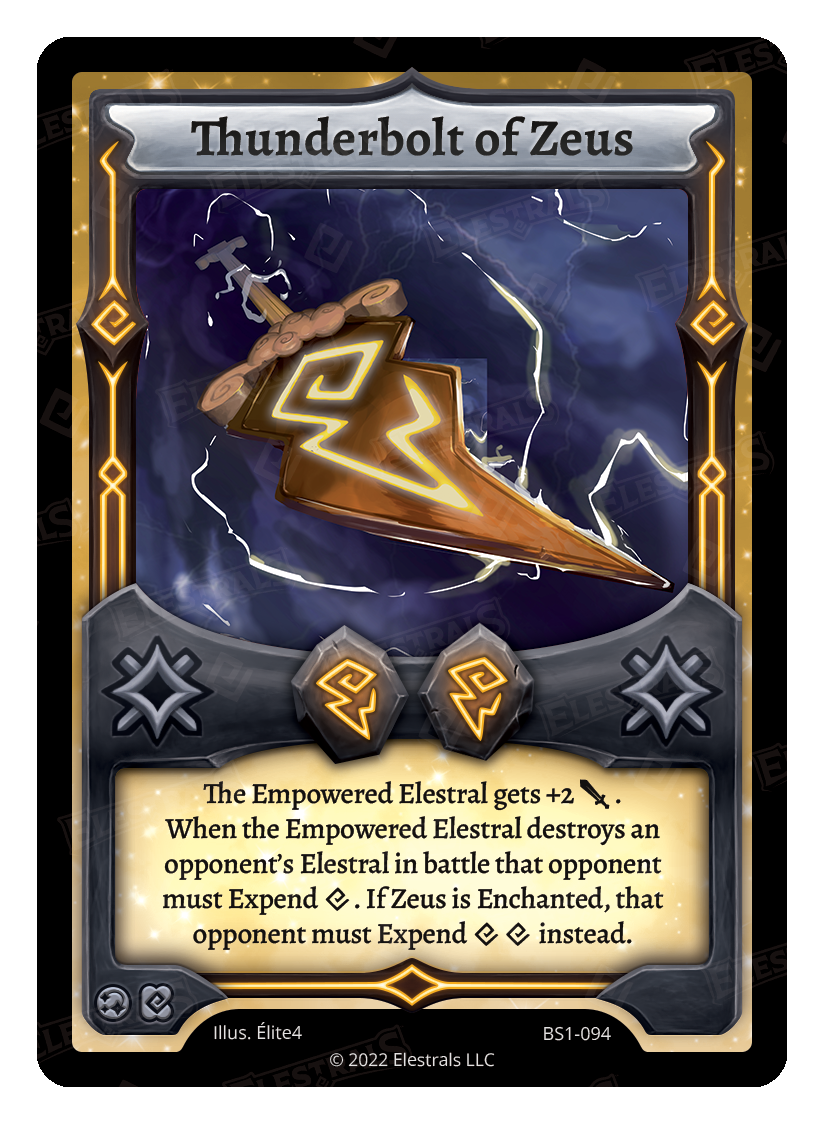 Thunderbolt of Zeus
The Empowered Elestral gets +2 .
When the Empowered Elestral destroys an
opponent's Elestral in battle that opponent
must Expend . If Zeus is Enchanted, that
opponent must Expend instead.
Illus. Élite4
BS1-094
© 2022 Elestrals LLC